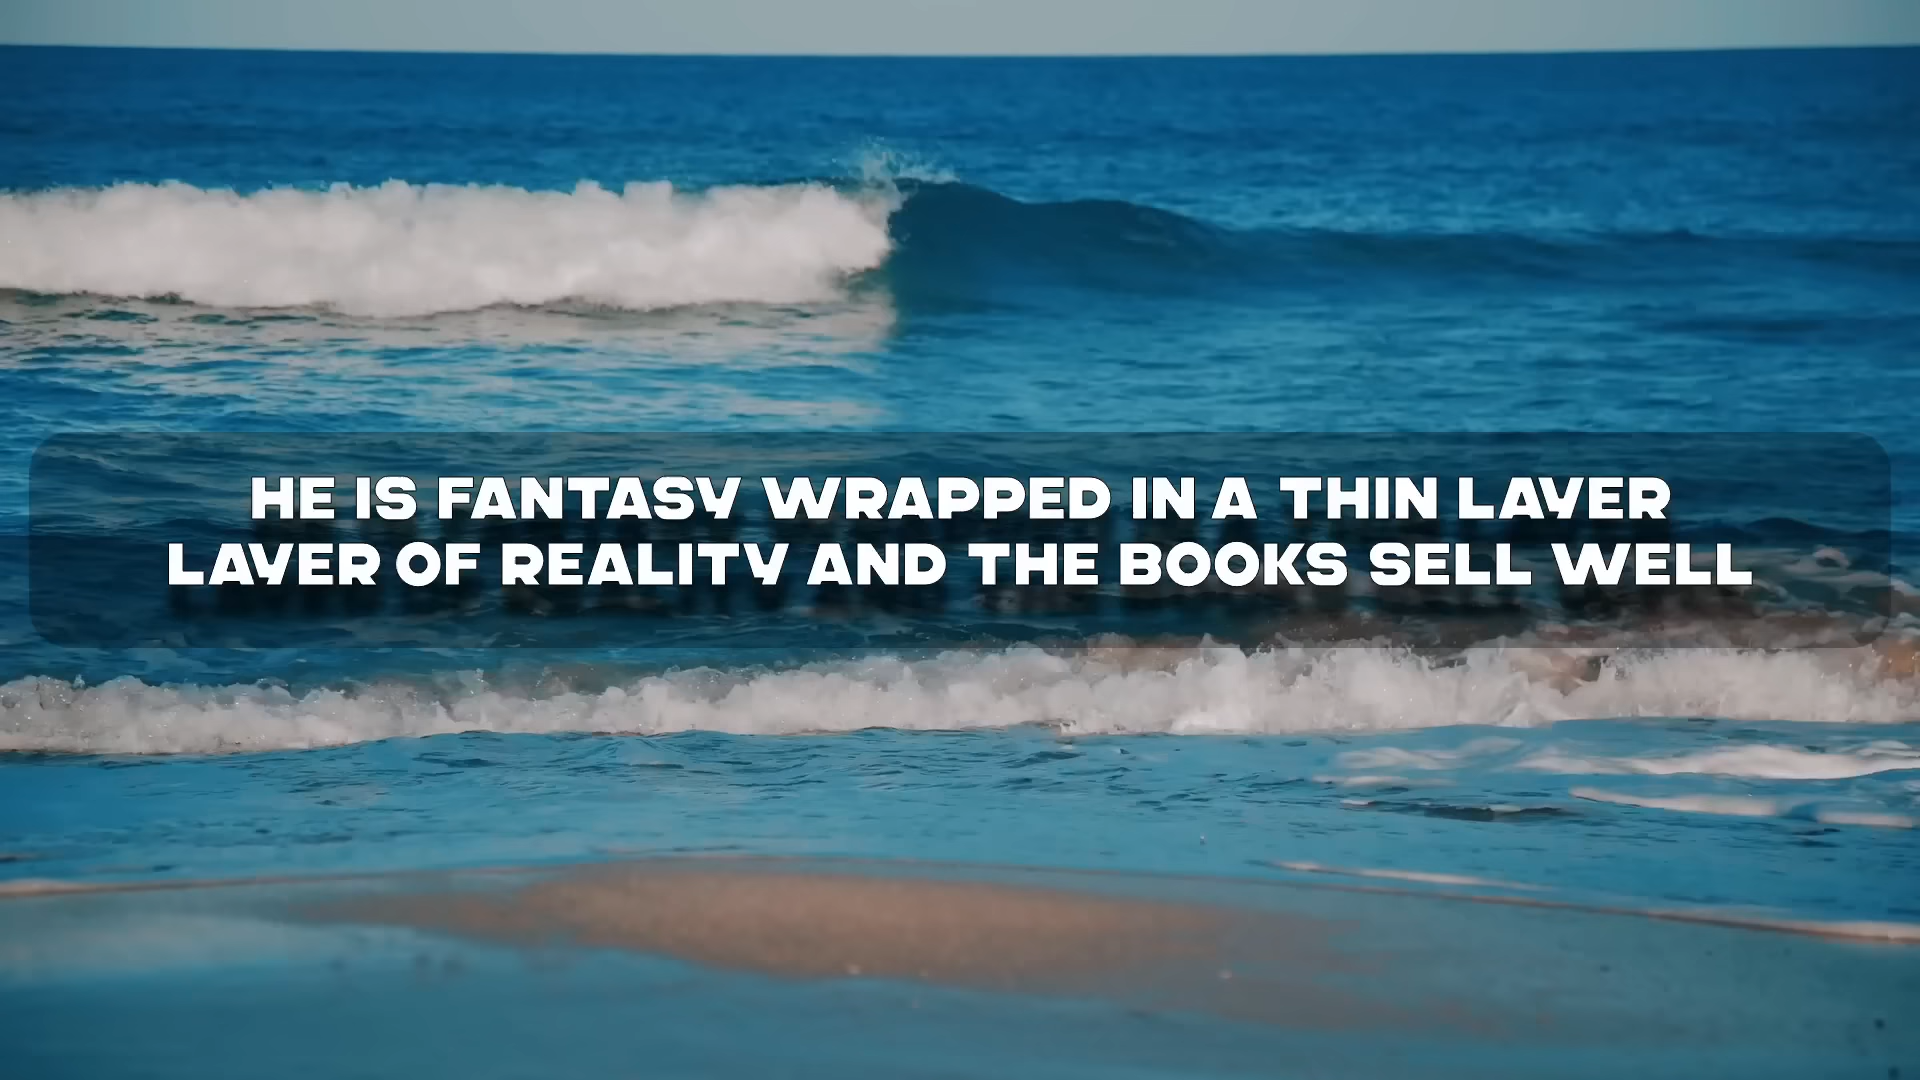 HE IS FANTASY WRAPPED IN A THIN LAYER
LAYER OF REALITY AND THE BOOKS SELL WELL